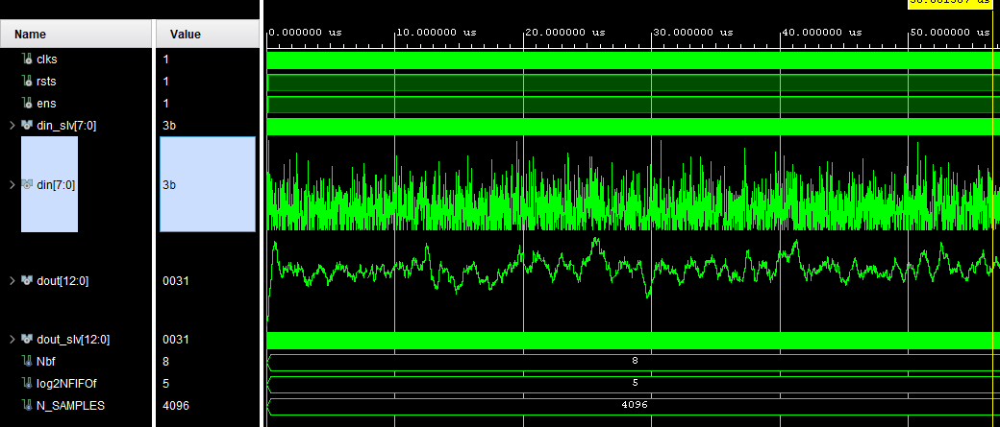 Name Value
0.000000 us 10.000000 us 20.000000 us 30.000000 us 40.000000 us 50.000000 us
clks 1
rsts 1
ens 1
din_slv[7:0] 3b
din[7:0] 3b
dout[12:0] 0031
dout_slv[12:0] 0031
Nbf 8 8
log2NFIFOf 5 5
N_SAMPLES 4096 4096